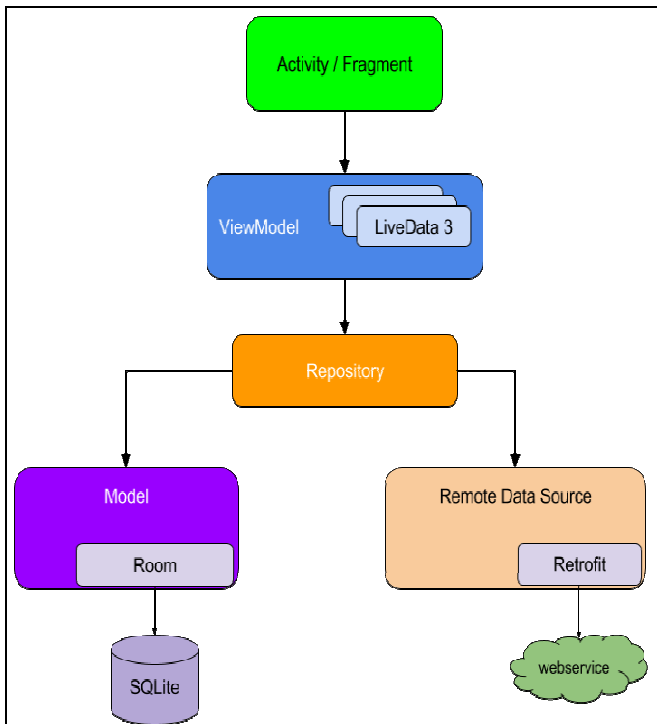 Activity / Fragment
ViewModel
LiveData 3
Repository
Model
Remote Data Source
Room
Retrofit
SQLite
webservice